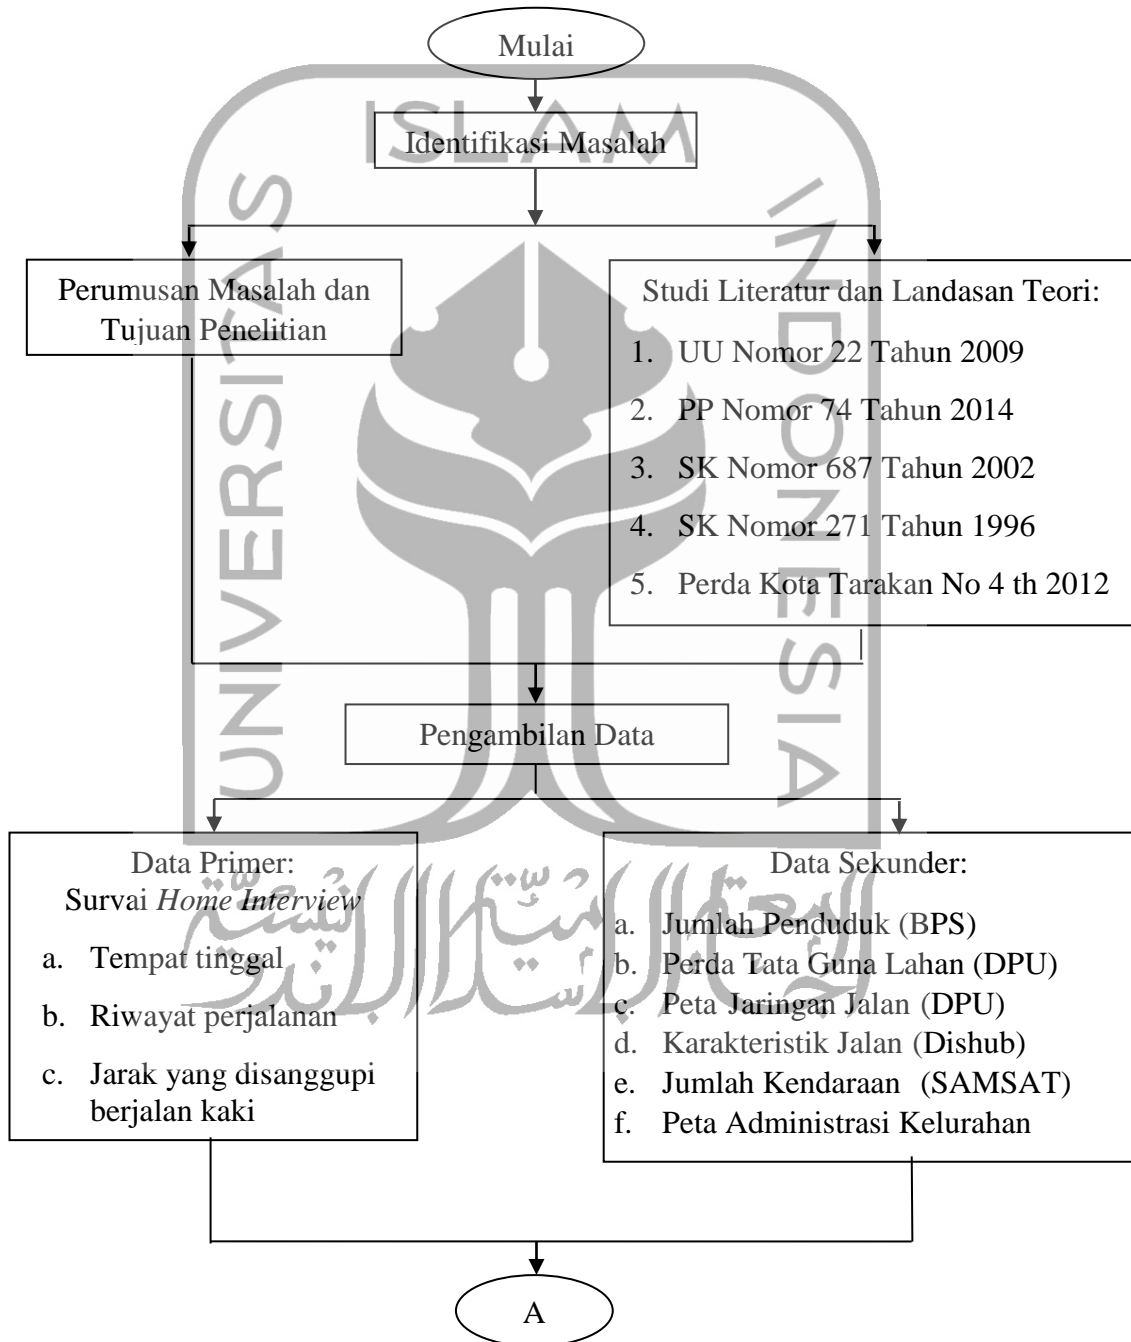 Mulai
Identifikasi Masalah
Perumusan Masalah dan
Tujuan Penelitian
Studi Literatur dan Landasan Teori:
1. UU Nomor 22 Tahun 2009
2. PP Nomor 74 Tahun 2014
3. SK Nomor 687 Tahun 2002
4. SK Nomor 271 Tahun 1996
5. Perda Kota Tarakan No 4 th 2012
Pengambilan Data
Data Primer:
Survai Home Interview
a. Tempat tinggal
b. Riwayat perjalanan
c. Jarak yang disanggupi
berjalan kaki
Data Sekunder:
a. Jumlah Penduduk (BPS)
b. Perda Tata Guna Lahan (DPU)
c. Peta Jaringan Jalan (DPU)
d. Karakteristik Jalan (Dishub)
e. Jumlah Kendaraan (SAMSAT)
f. Peta Administrasi Kelurahan
A
UNIVERSITAS
ISLAM
INDONESIA